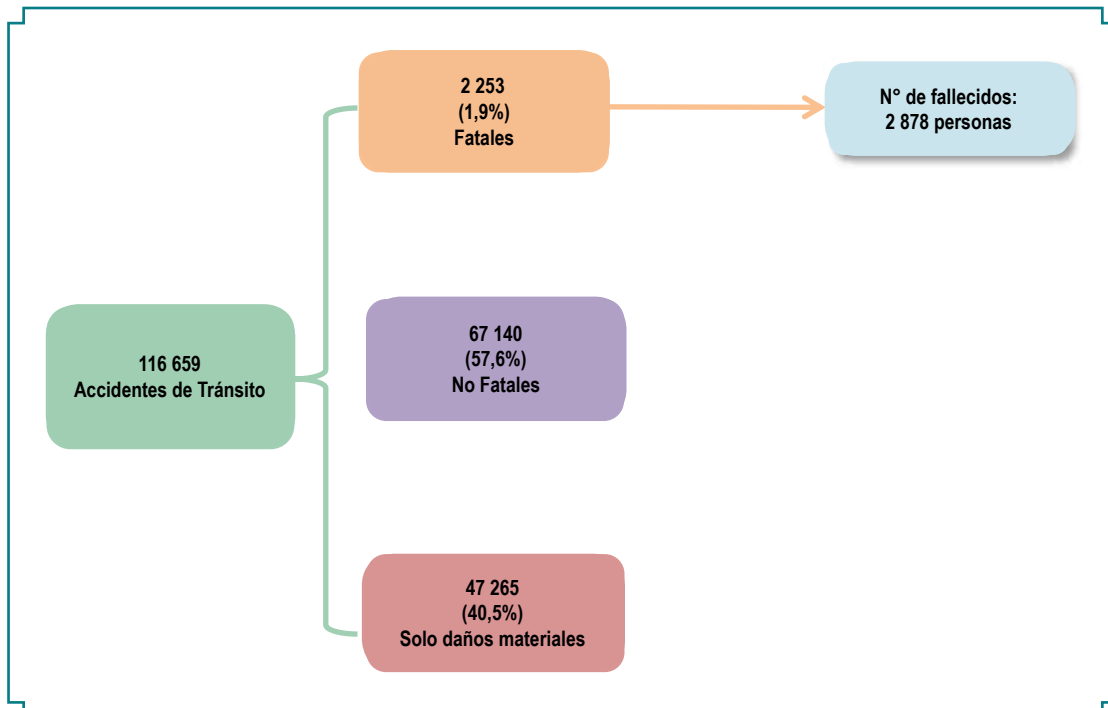 2 253
(1,9%)
Fatales
N° de fallecidos:
2 878 personas
116 659
Accidentes de Tránsito
67 140
(57,6%)
No Fatales
47 265
(40,5%)
Solo daños materiales